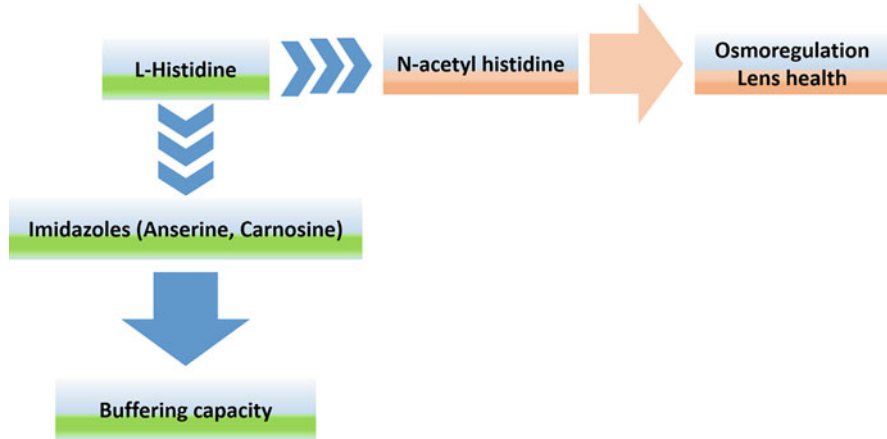 L-Histidine
N-acetyl histidine
Osmoregulation
Lens health
Imidazoles (Anserine, Carnosine)
Buffering capacity